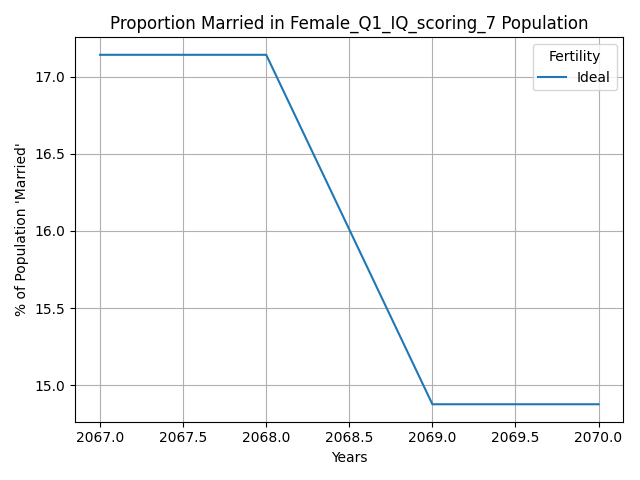 Proportion Married in Female_Q1_IQ_scoring_7 Population
Fertility
Ideal
% of Population 'Married'
17.0
16.5
16.0
15.5
15.0
2067.0 2067.5 2068.0 2068.5 2069.0 2069.5 2070.0
Years